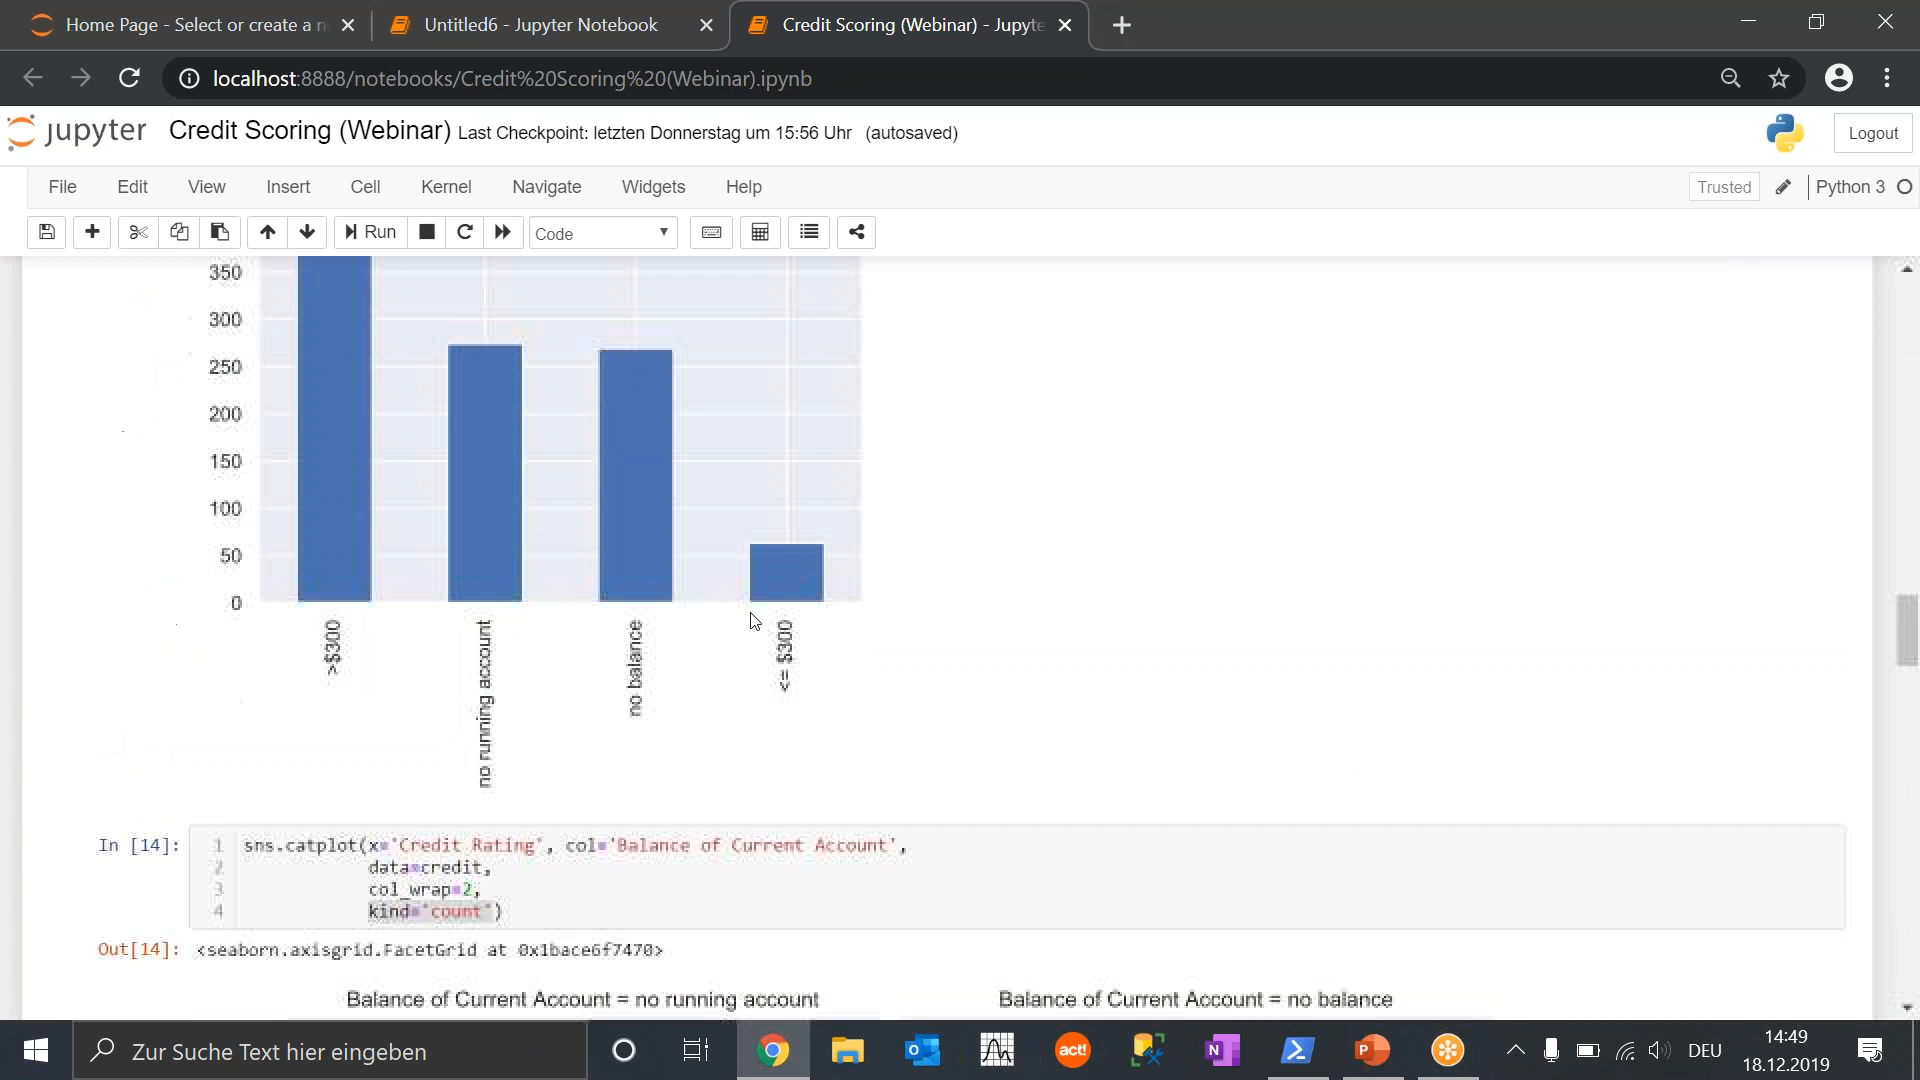 Home Page - Select or create a n
Untitled6 - Jupyter Notebook
Credit Scoring (Webinar) - Jupyte
localhost:8888/notebooks/Credit%20Scoring%20(Webinar).ipynb
jupyter Credit Scoring (Webinar) Last Checkpoint: letzten Donnerstag um 15:56 Uhr (autosaved)
Logout
File Edit View Insert Cell Kernel Navigate Widgets Help
Trusted Python 3
Run Code
350
300
250
200
150
100
50
0
>$300
no running account
no balance
<= $300
In [14]:
1 sns.catplot(x='Credit Rating', col='Balance of Current Account',
2 data=credit,
3 col_wrap=2,
4 kind='count')
Out[14]: <seaborn.axisgrid.FacetGrid at 0x1bace6f7470>
Balance of Current Account = no running account
Balance of Current Account = no balance
Zur Suche Text hier eingeben
act!
N
P
DEU
14:49
18.12.2019